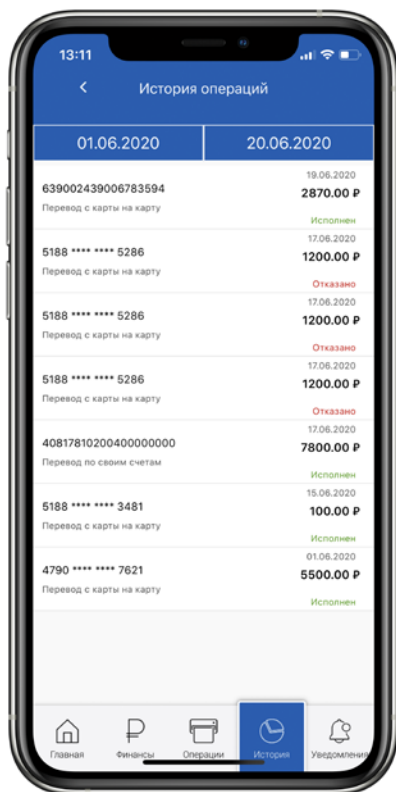 13:11
История операций
01.06.2020 20.06.2020
19.06.2020
639002439006783594 2870.00 ₽
Перевод с карты на карту
Исполнен
17.06.2020
5188 **** **** 5286 1200.00 ₽
Перевод с карты на карту
Отказано
17.06.2020
5188 **** **** 5286 1200.00 ₽
Перевод с карты на карту
Отказано
17.06.2020
5188 **** **** 5286 1200.00 ₽
Перевод с карты на карту
Отказано
17.06.2020
40817810200400000000 7800.00 ₽
Перевод по своим счетам
Исполнен
15.06.2020
5188 **** **** 3481 100.00 ₽
Перевод с карты на карту
Исполнен
01.06.2020
4790 **** **** 7621 5500.00 ₽
Перевод с карты на карту
Исполнен
Главная Финансы Операции История Уведомления